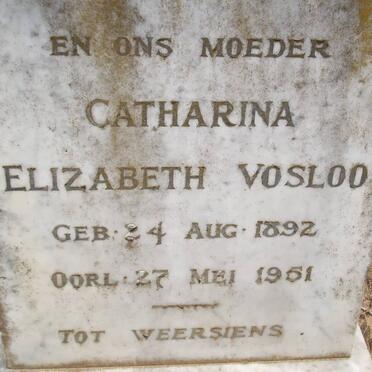 EN ONS MOEDER
CATHARINA
ELIZABETH VOSLOO
GEB· 24 AUG· 1892
OORL· 27 MEI 1951
TOT WEERSIENS